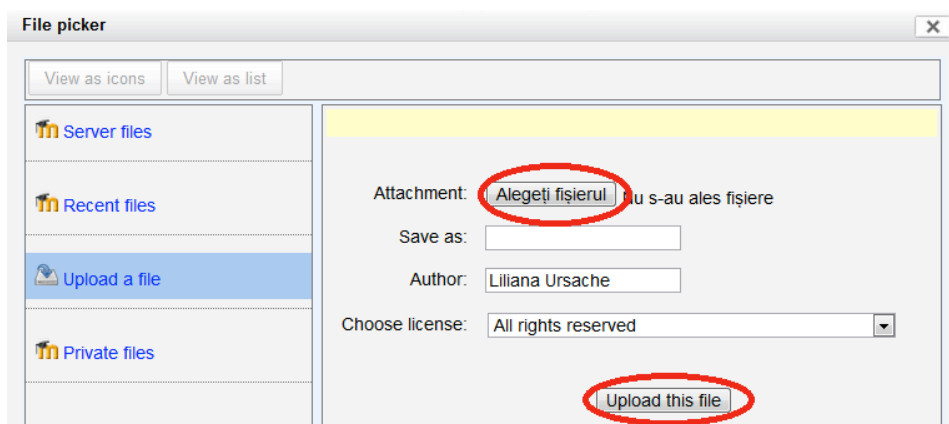 File picker
View as icons View as list
Server files
Recent files
Upload a file
Private files
Attachment: Alegeți fișierul Nu s-au ales fișiere
Save as:
Author: Liliana Ursache
Choose license: All rights reserved
Upload this file